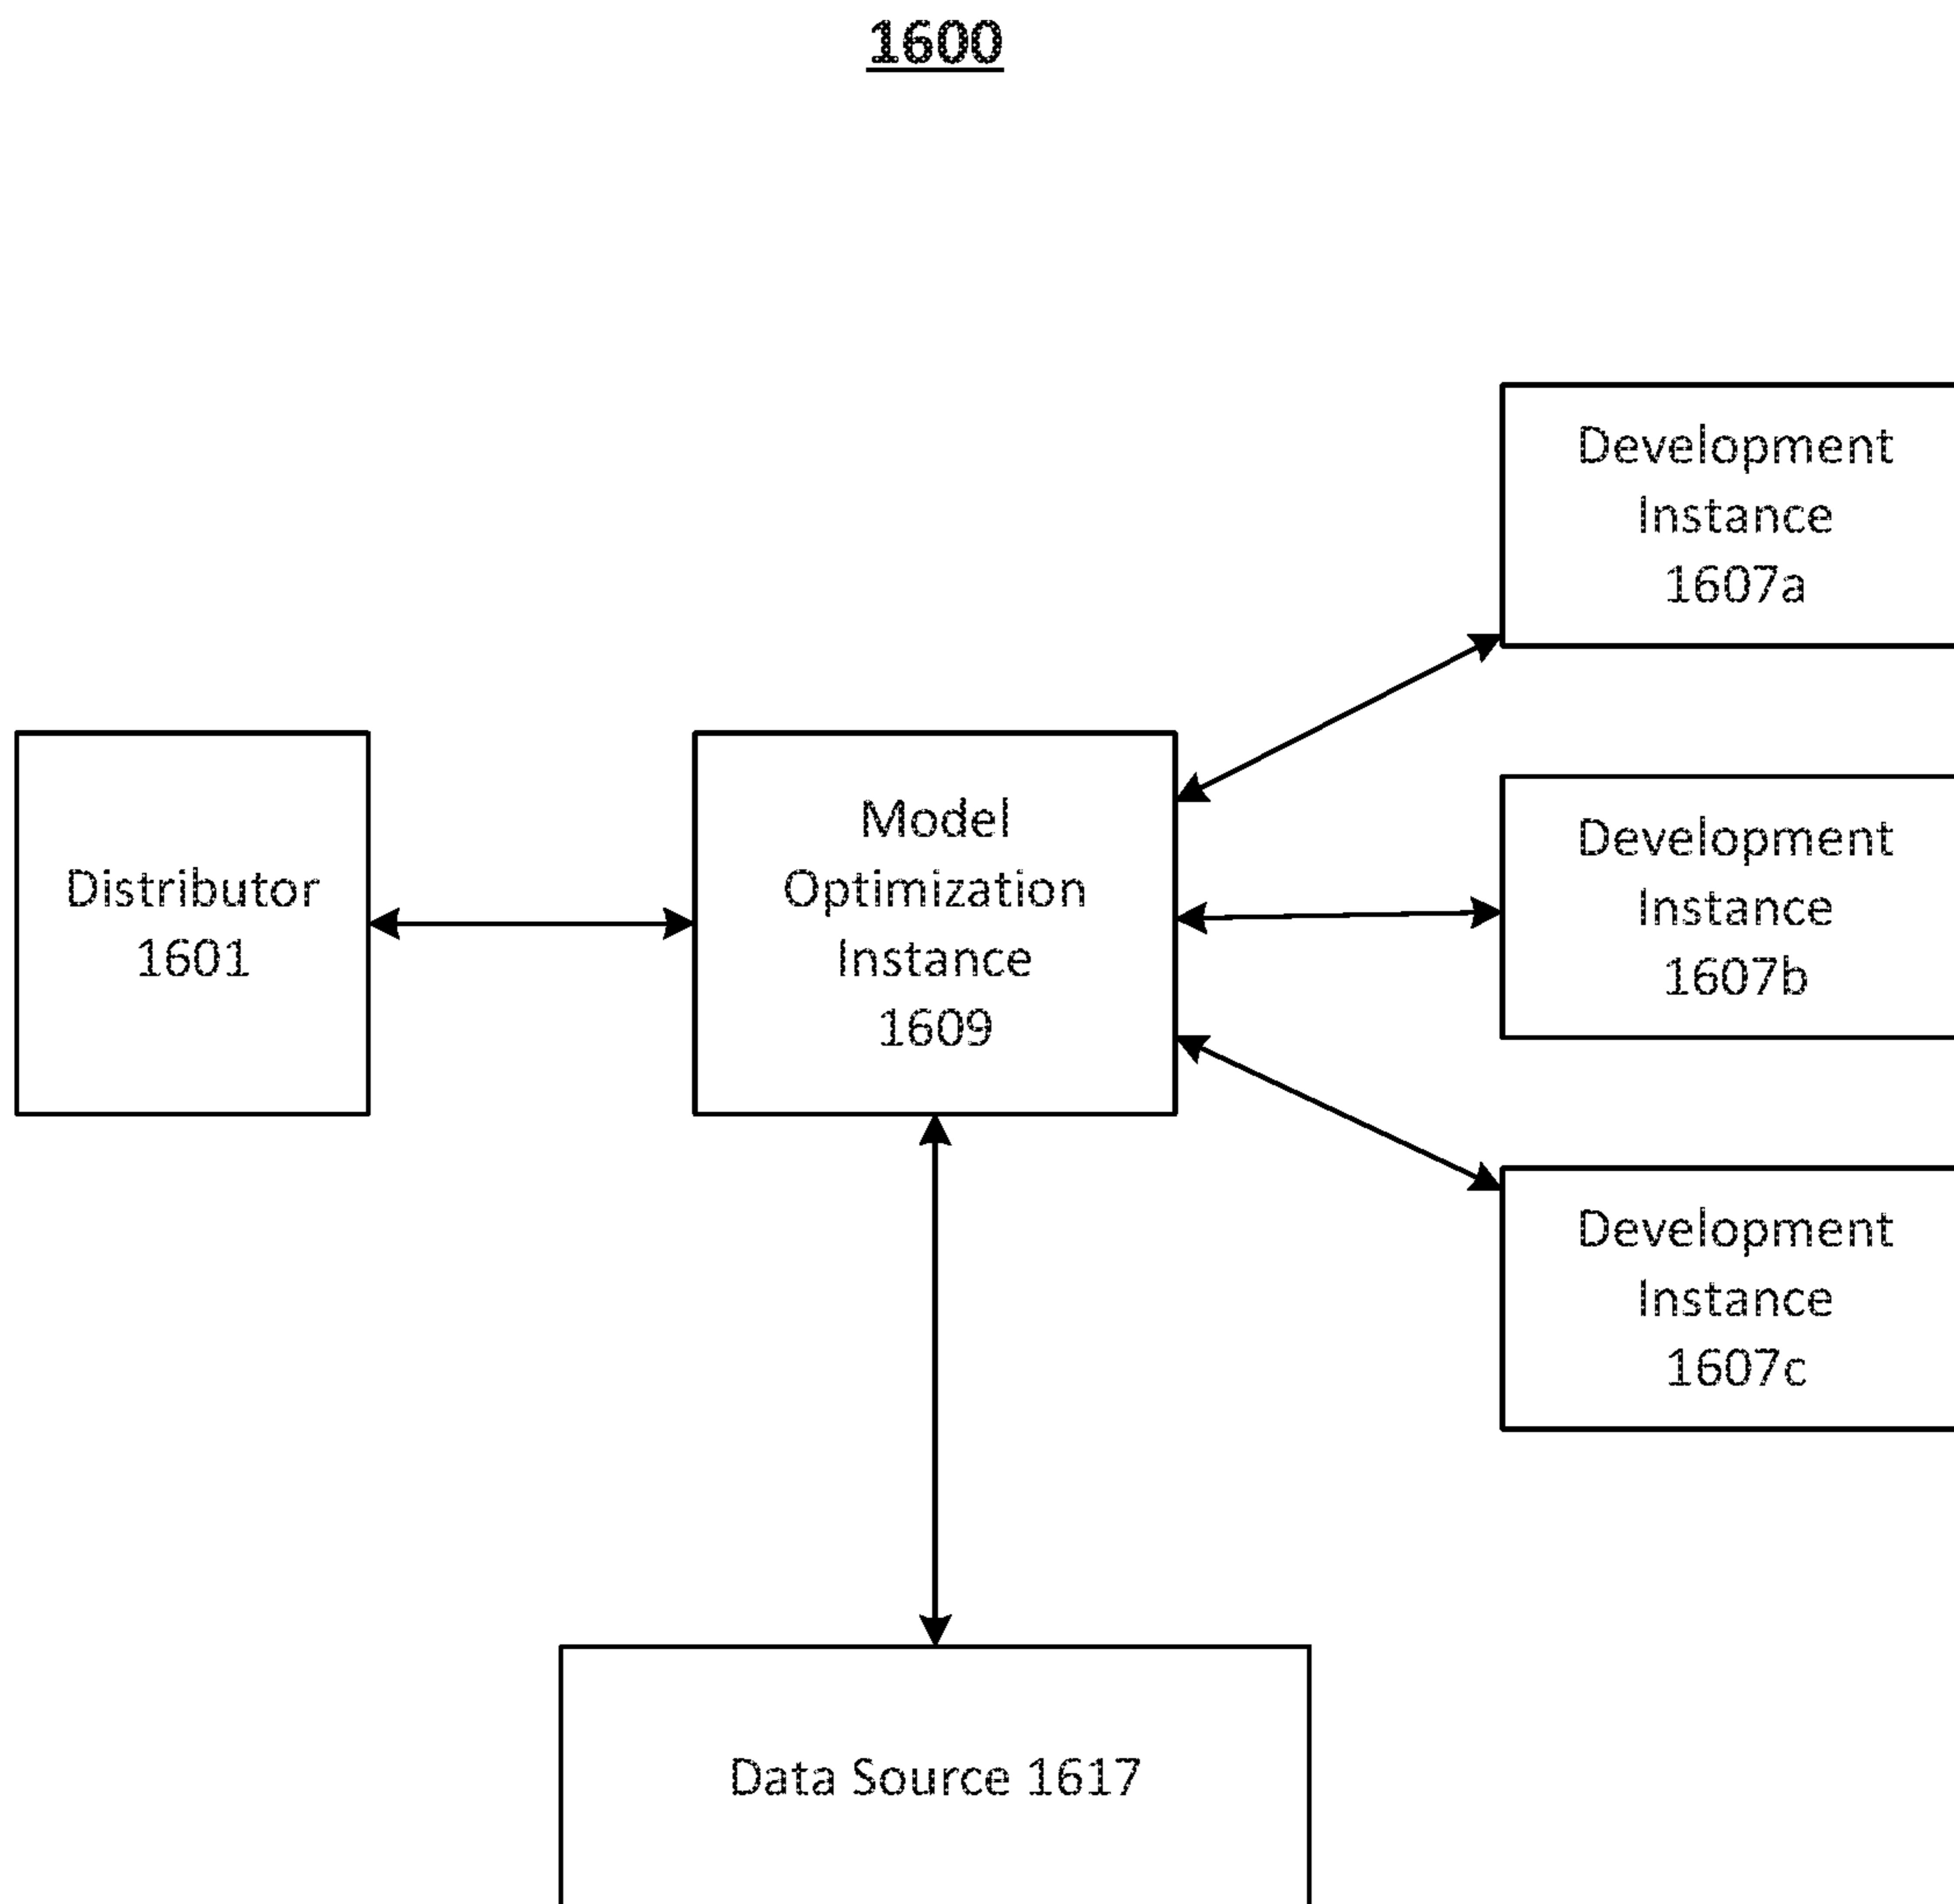 1600
Development
Instance
1607a
Distributor
1601
Model
Optimization
Instance
1609
Development
Instance
1607b
Development
Instance
1607c
Data Source 1617